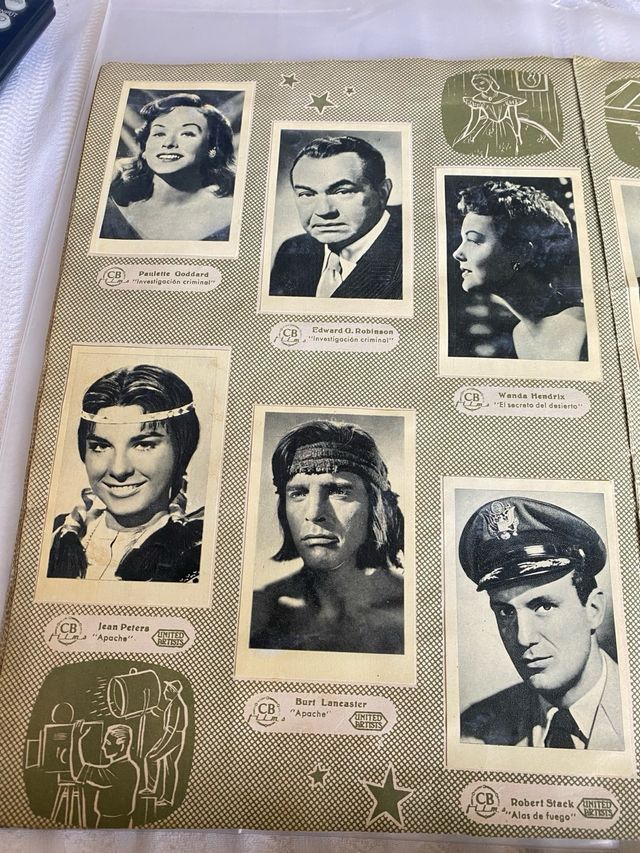 CB
films
Paulette Goddard
"Investigación criminal"
CB
films
Edward G. Robinson
"Investigación criminal"
CB
films
Wanda Hendrix
"El secreto del desierto"
CB
films
Jean Peters
"Apache"
UNITED
ARTISTS
CB
films
Burt Lancaster
"Apache"
UNITED
ARTISTS
CB
films
Robert Stack
"Alas de fuego"
UNITED
ARTISTS